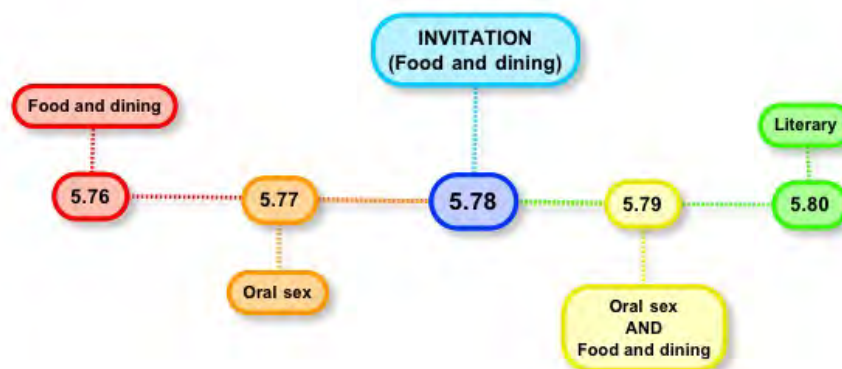 INVITATION
(Food and dining)
Food and dining
Literary
5.76
5.77
5.78
5.79
5.80
Oral sex
Oral sex
AND
Food and dining